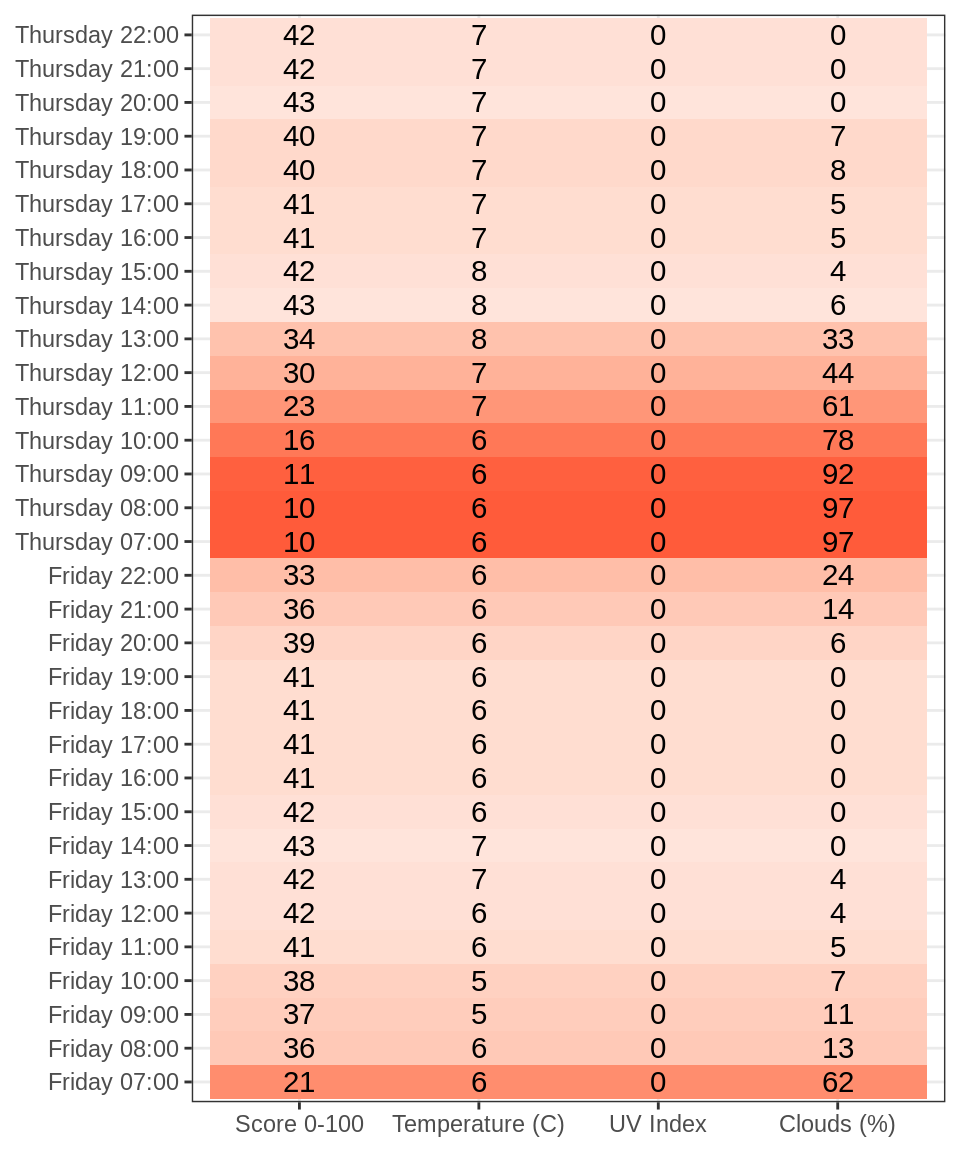 Thursday 22:00 42 7 0 0
Thursday 21:00 42 7 0 0
Thursday 20:00 43 7 0 0
Thursday 19:00 40 7 0 7
Thursday 18:00 40 7 0 8
Thursday 17:00 41 7 0 5
Thursday 16:00 41 7 0 5
Thursday 15:00 42 8 0 4
Thursday 14:00 43 8 0 6
Thursday 13:00 34 8 0 33
Thursday 12:00 30 7 0 44
Thursday 11:00 23 7 0 61
Thursday 10:00 16 6 0 78
Thursday 09:00 11 6 0 92
Thursday 08:00 10 6 0 97
Thursday 07:00 10 6 0 97
Friday 22:00 33 6 0 24
Friday 21:00 36 6 0 14
Friday 20:00 39 6 0 6
Friday 19:00 41 6 0 0
Friday 18:00 41 6 0 0
Friday 17:00 41 6 0 0
Friday 16:00 41 6 0 0
Friday 15:00 42 6 0 0
Friday 14:00 43 7 0 0
Friday 13:00 42 7 0 4
Friday 12:00 42 6 0 4
Friday 11:00 41 6 0 5
Friday 10:00 38 5 0 7
Friday 09:00 37 5 0 11
Friday 08:00 36 6 0 13
Friday 07:00 21 6 0 62
Score 0-100 Temperature (C) UV Index Clouds (%)